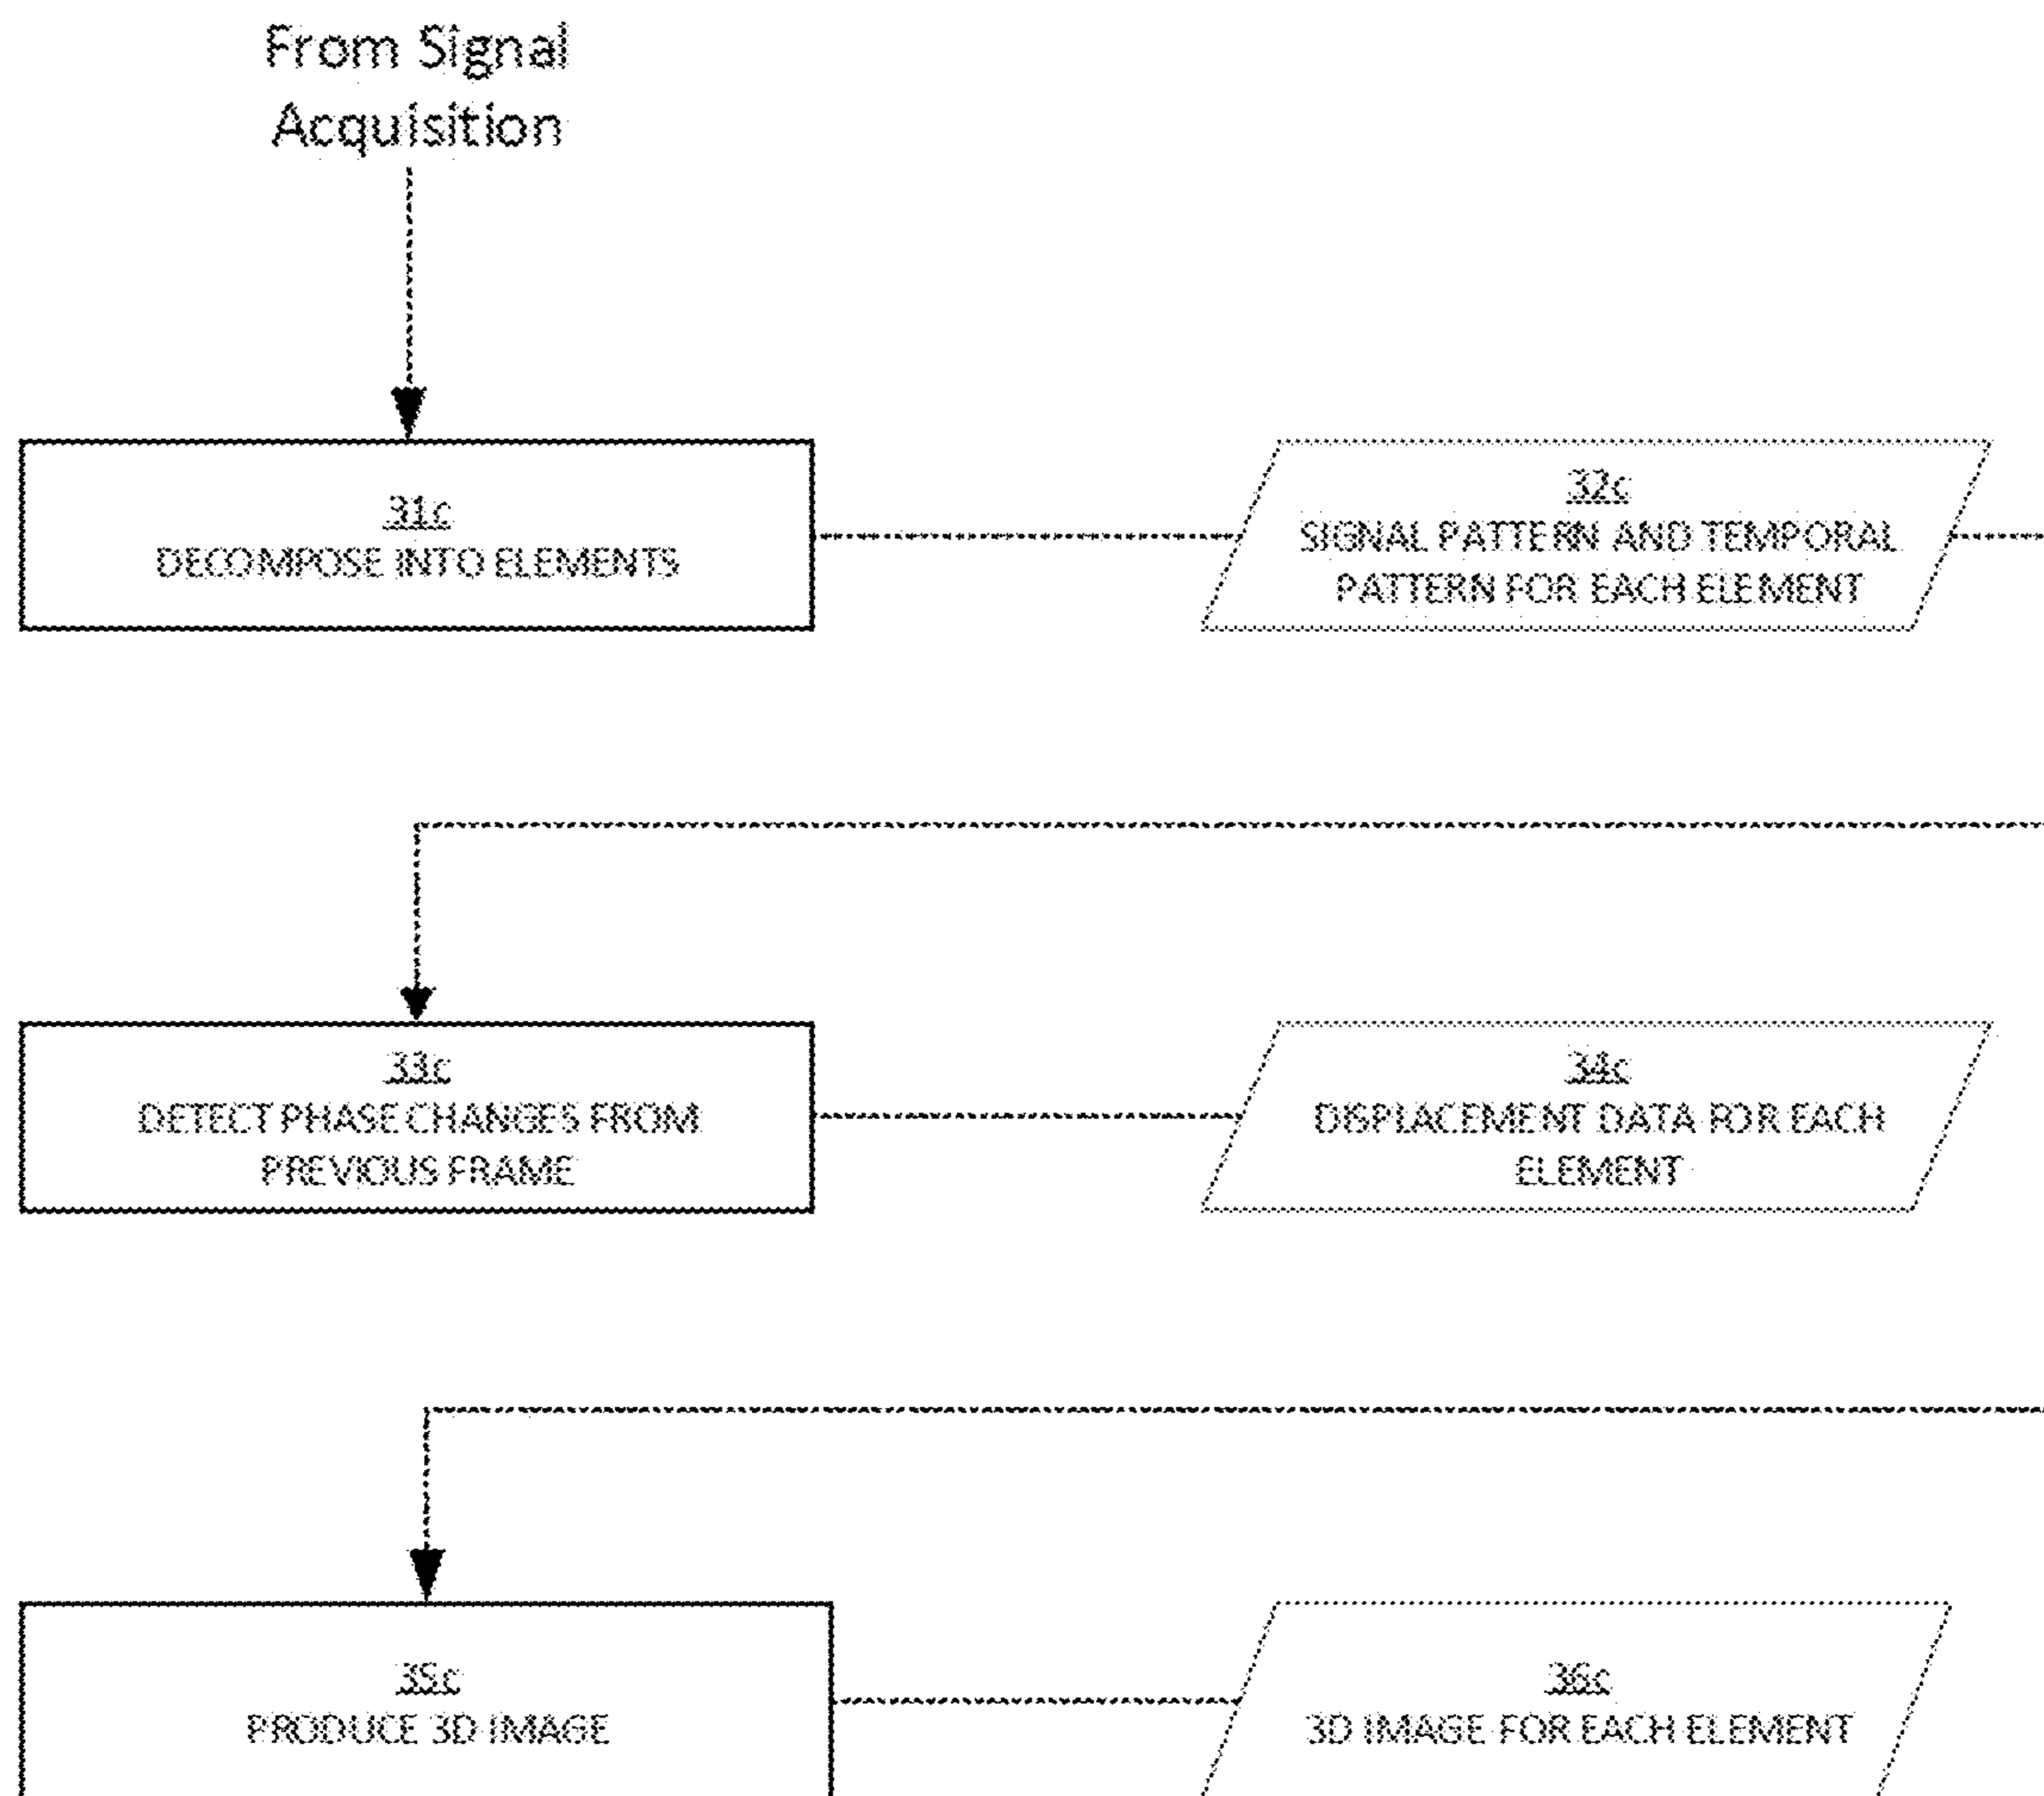 From Signal
Acquisition
31c
DECOMPOSE INTO ELEMENTS
32c
SIGNAL PATTERN AND TEMPORAL
PATTERN FOR EACH ELEMENT
33c
DETECT PHASE CHANGES FROM
PREVIOUS FRAME
34c
DISPLACEMENT DATA FOR EACH
ELEMENT
35c
PRODUCE 3D IMAGE
36c
3D IMAGE FOR EACH ELEMENT